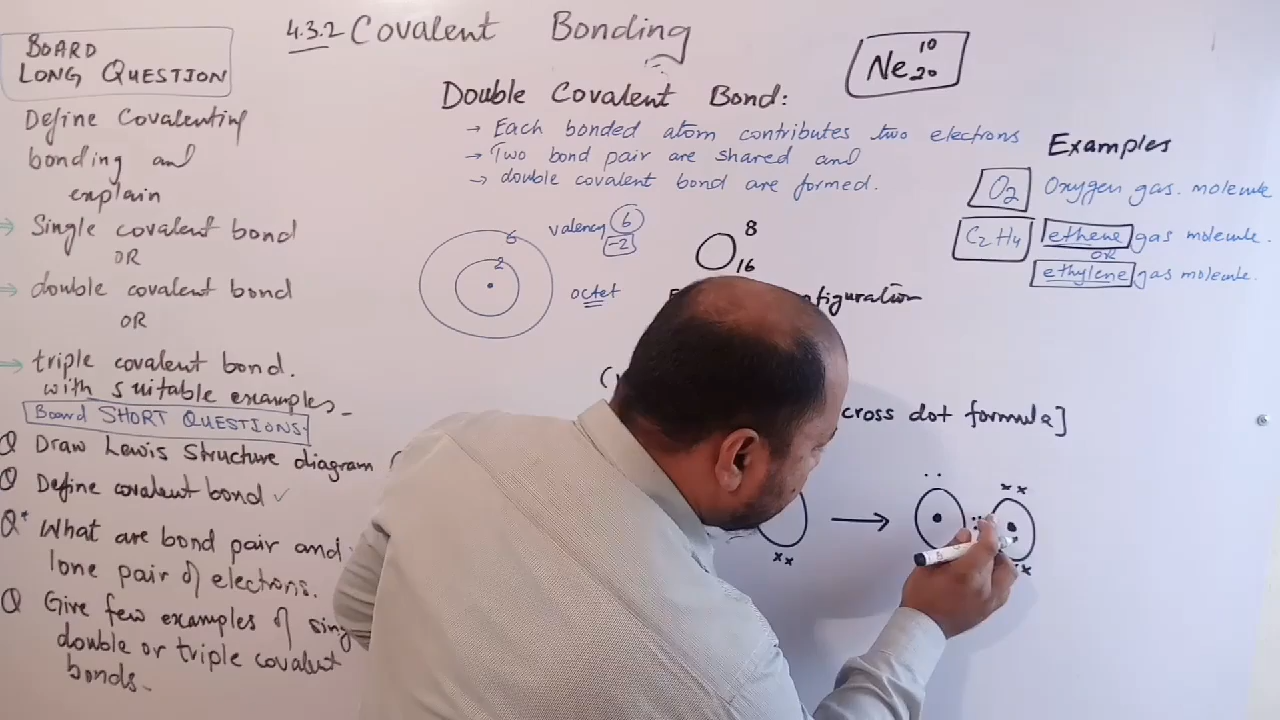 BOARD
LONG QUESTION
Define Covalenting
bonding and
explain
⇒ Single covalent bond
OR
⇒ double covalent bond
OR
⇒ triple covalent bond.
with suitable examples.
Board SHORT QUESTIONS
Q Draw Lewis Structure diagram
Q Define covalent bond ✓
Q* What are bond pair and
lone pair of electrons.
Q Give few examples of
double or triple covalent
bonds.
4.3.2 Covalent Bonding
Ne 10 20
Double Covalent Bond:
→ Each bonded atom contributes two electrons
→ Two bond pair are shared and
→ double covalent bond are formed.
Examples
O2 Oxygen gas. molecule
C2H4 ethene gas molecule.
OR
ethylene gas molecule.
6
2
valency 6
-2
octet
O 8 16
cross dot formula]
xx
→
..
xx